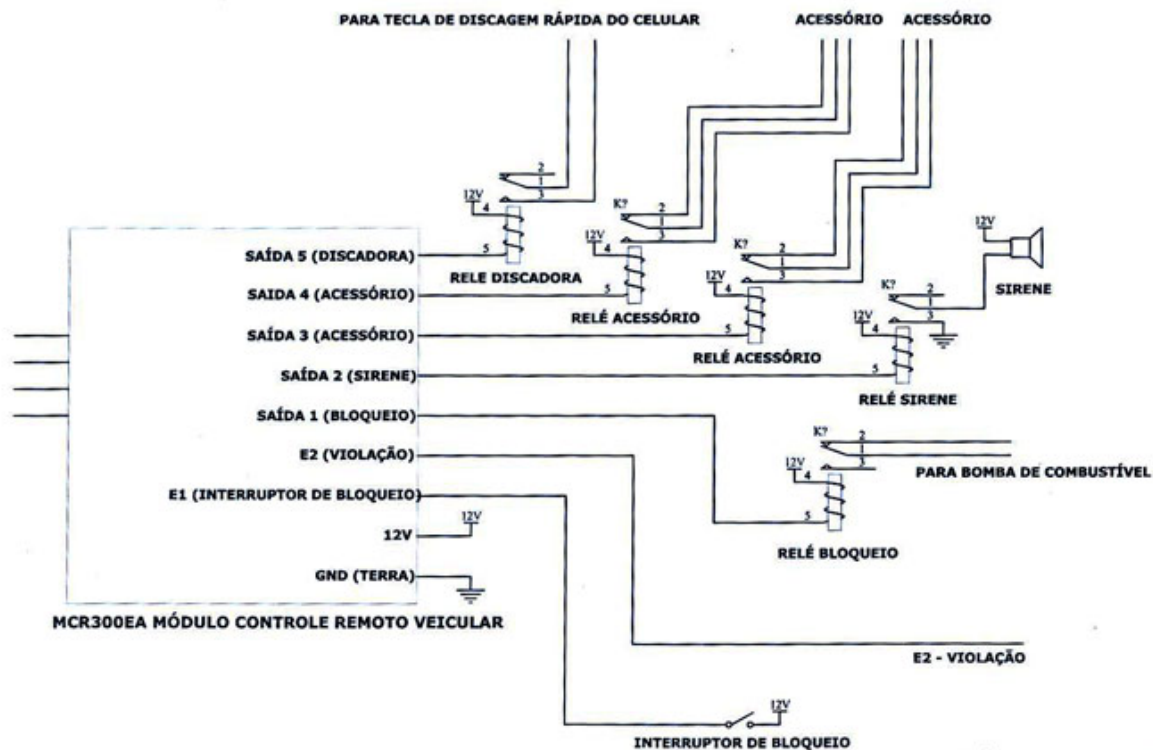 PARA TECLA DE DISCAGEM RÁPIDA DO CELULAR
ACESSÓRIO
ACESSÓRIO
2
1
3
12V
4
5
RELE DISCADORA
K?
2
1
3
12V
4
5
RELÉ ACESSÓRIO
K?
2
1
3
12V
4
5
RELÉ ACESSÓRIO
12V
SIRENE
K?
2
1
3
12V
4
5
RELÉ SIRENE
K?
2
1
3
12V
4
5
RELÉ BLOQUEIO
PARA BOMBA DE COMBUSTÍVEL
SAÍDA 5 (DISCADORA)
SAIDA 4 (ACESSÓRIO)
SAÍDA 3 (ACESSÓRIO)
SAÍDA 2 (SIRENE)
SAÍDA 1 (BLOQUEIO)
E2 (VIOLAÇÃO)
E1 (INTERRUPTOR DE BLOQUEIO)
12V
12V
GND (TERRA)
MCR300EA MÓDULO CONTROLE REMOTO VEICULAR
E2 - VIOLAÇÃO
12V
INTERRUPTOR DE BLOQUEIO